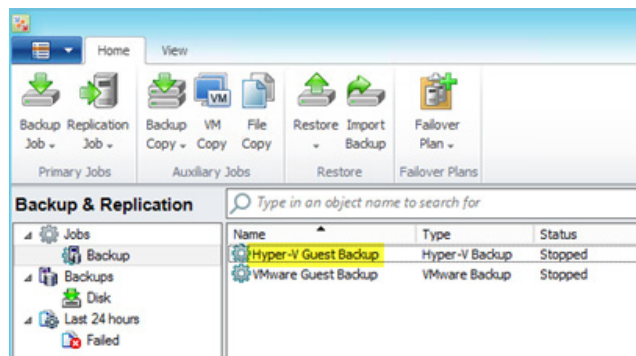 Home View
Backup Job Replication Job Backup Copy VM Copy File Copy Restore Import Backup Failover Plan
VM
Primary Jobs Auxiliary Jobs Restore Failover Plans
Backup & Replication
Type in an object name to search for
Jobs
Backup
Backups
Disk
Last 24 hours
Failed
Name Type Status
Hyper-V Guest Backup Hyper-V Backup Stopped
VMware Guest Backup VMware Backup Stopped